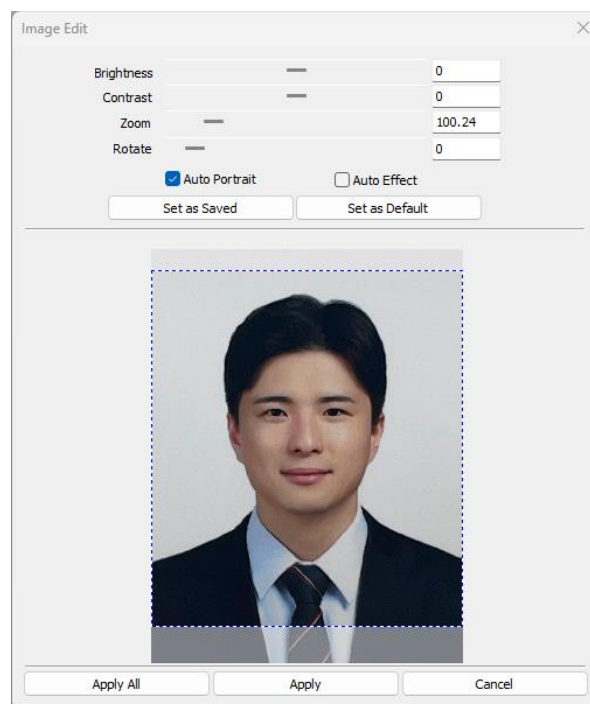 Image Edit
Brightness 0
Contrast 0
Zoom 100.24
Rotate 0
Auto Portrait Auto Effect
Set as Saved Set as Default
Apply All Apply Cancel